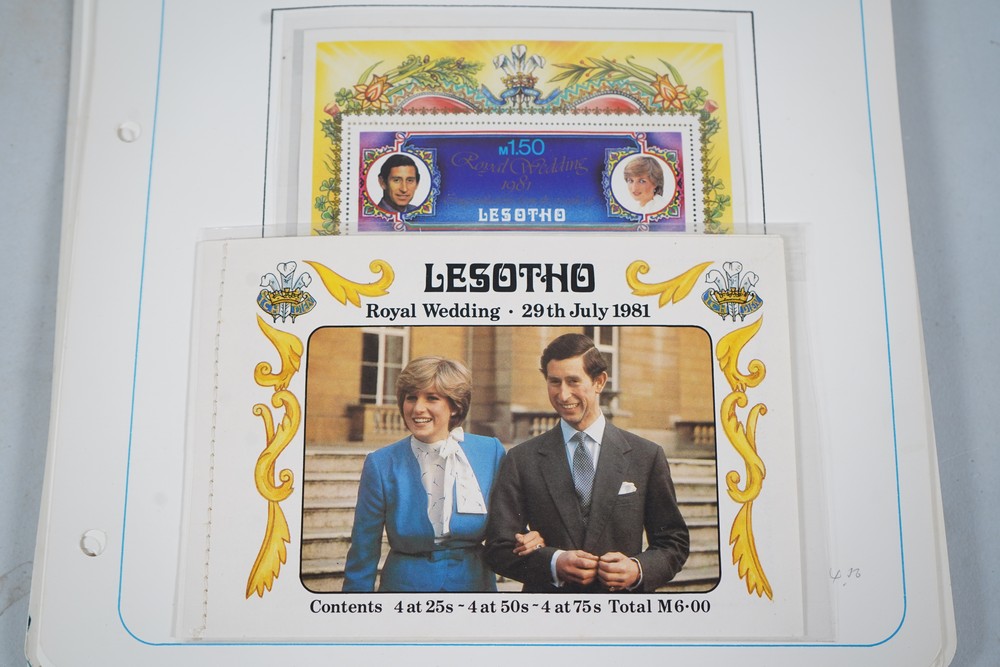 M1.50
Royal Wedding
1981
LESOTHO
LESOTHO
Royal Wedding · 29th July 1981
Contents 4 at 25s ~ 4 at 50s ~ 4 at 75s Total M6·00